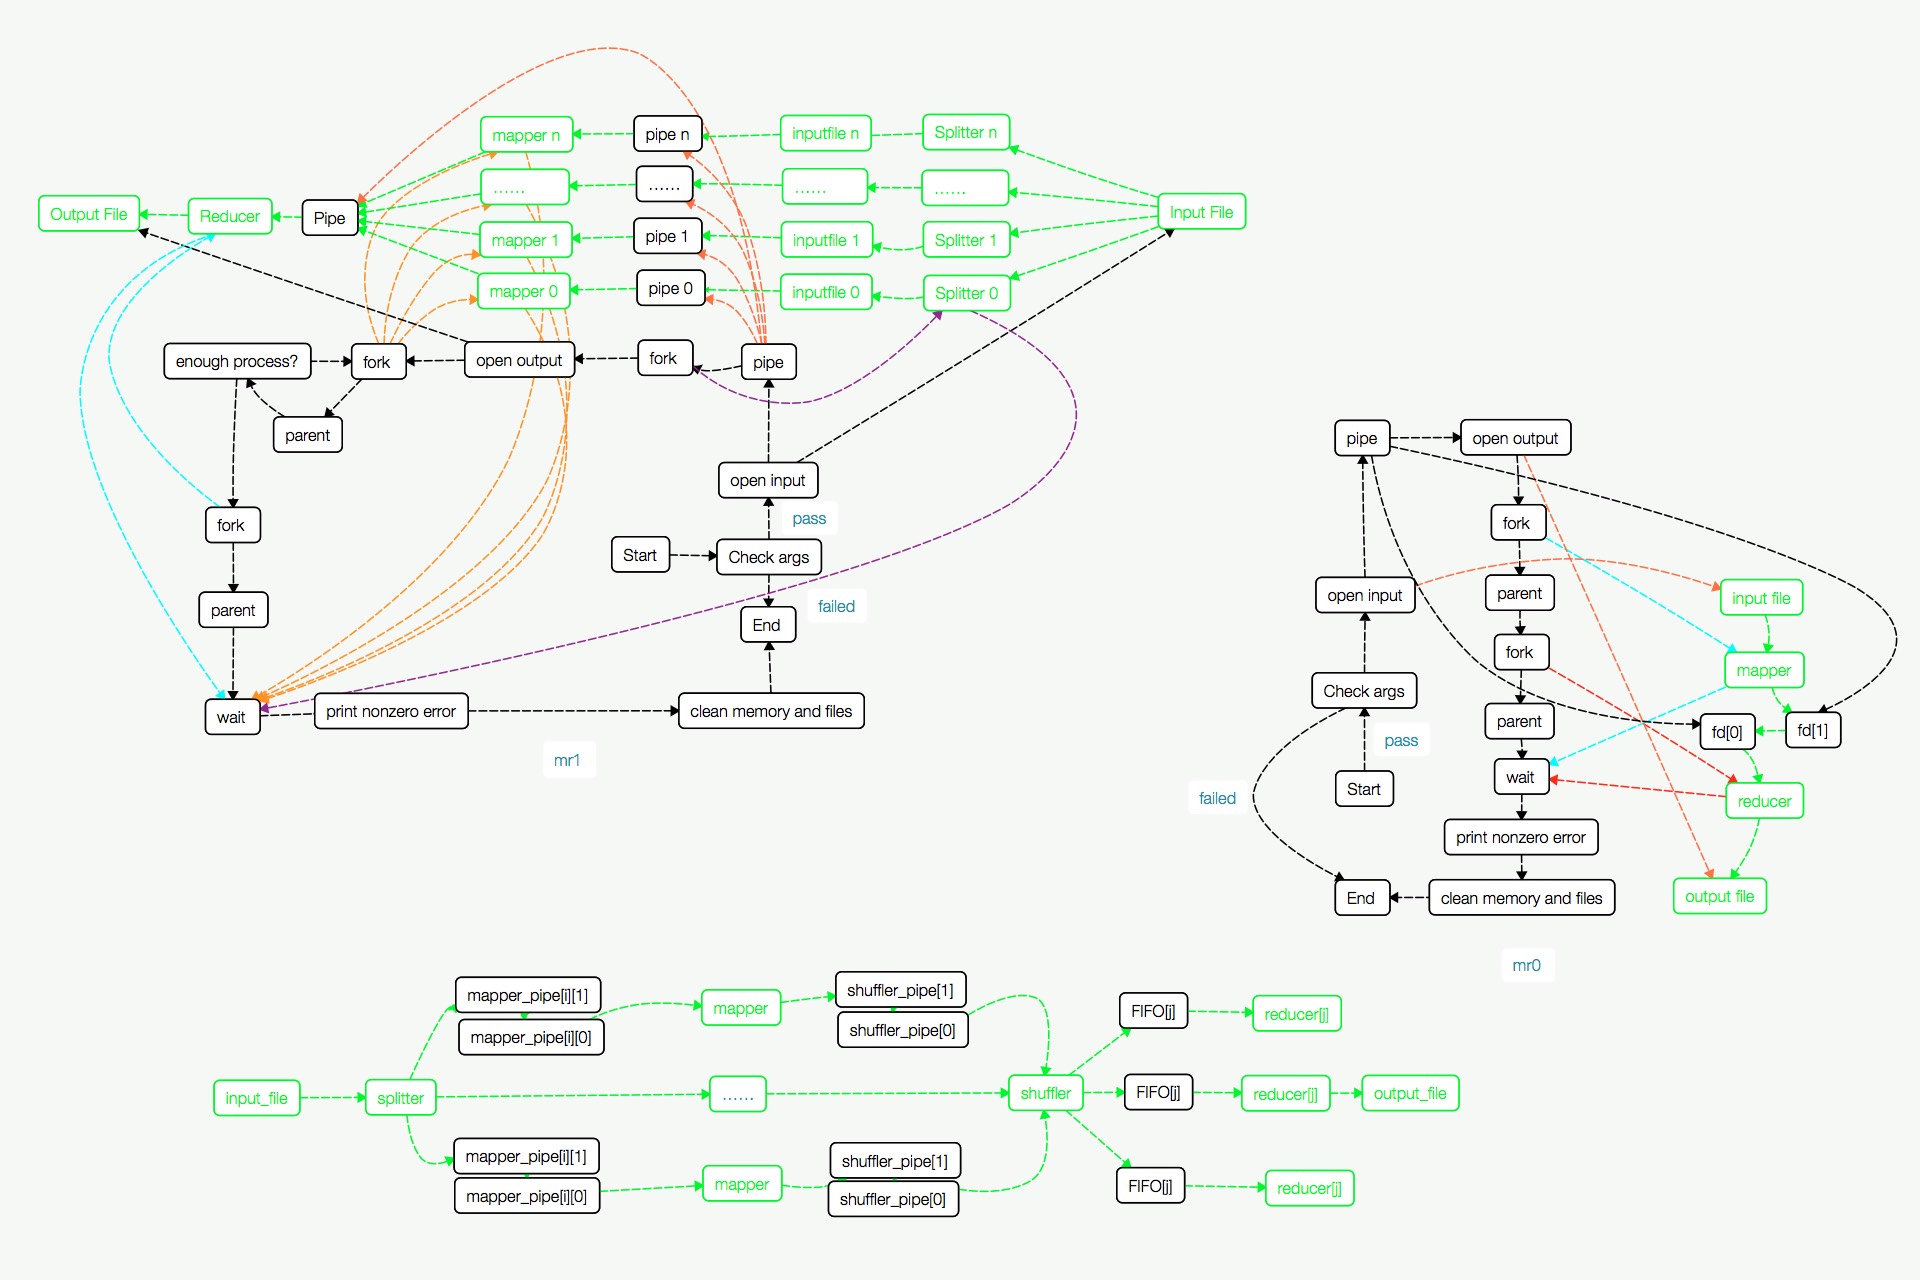 mapper n
pipe n
inputfile n
Splitter n
......
......
......
......
Output File
Reducer
Pipe
Input File
mapper 1
pipe 1
inputfile 1
Splitter 1
mapper 0
pipe 0
inputfile 0
Splitter 0
enough process?
fork
open output
fork
pipe
parent
open input
pass
fork
Start
Check args
failed
parent
End
wait
print nonzero error
clean memory and files
mr1
pipe
open output
fork
open input
parent
input file
fork
mapper
Check args
parent
fd[0]
fd[1]
pass
wait
Start
failed
reducer
print nonzero error
End
clean memory and files
output file
mr0
mapper_pipe[i][1]
mapper_pipe[i][0]
mapper
shuffler_pipe[1]
shuffler_pipe[0]
FIFO[j]
reducer[j]
input_file
splitter
......
shuffler
FIFO[j]
reducer[j]
output_file
mapper_pipe[i][1]
mapper_pipe[i][0]
mapper
shuffler_pipe[1]
shuffler_pipe[0]
FIFO[j]
reducer[j]